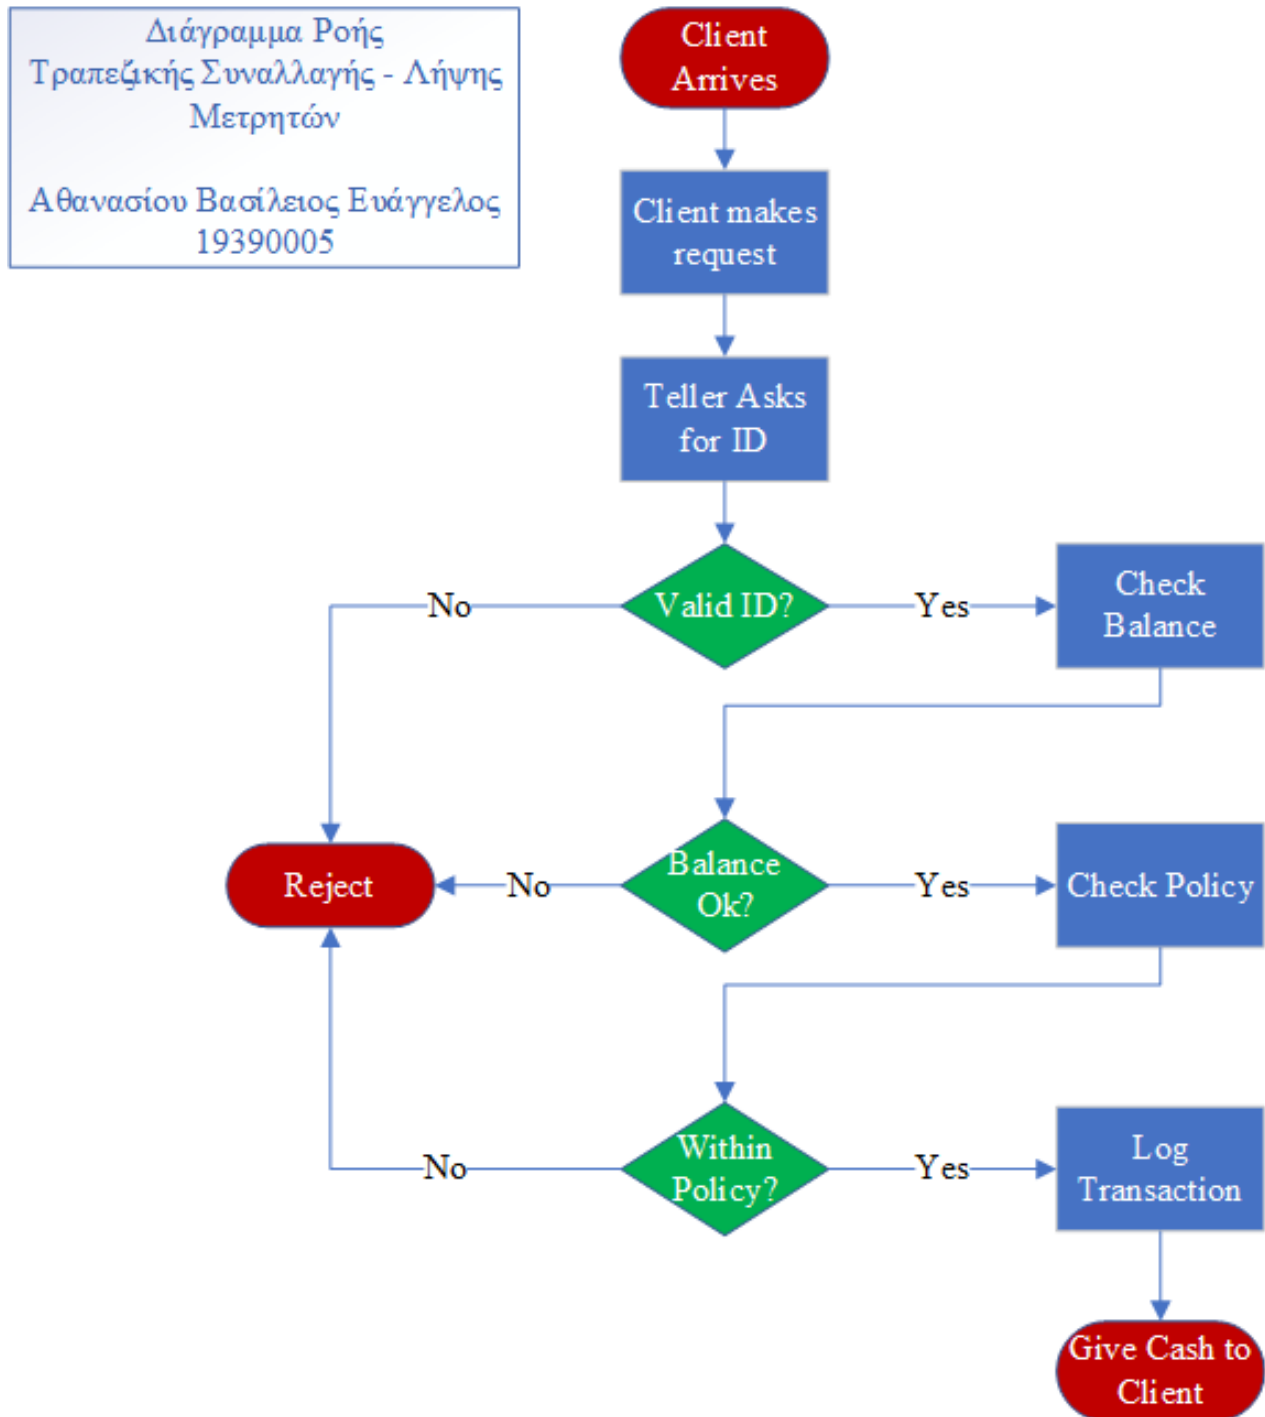 Διάγραμμα Ροής
Τραπεζικής Συναλλαγής - Λήψης
Μετρητών
Αθανασίου Βασίλειος Ευάγγελος
19390005
Client
Arrives
Client makes
request
Teller Asks
for ID
Valid ID?
No
Yes
Check
Balance
Balance
Ok?
No
Yes
Reject
Check Policy
Within
Policy?
No
Yes
Log
Transaction
Give Cash to
Client